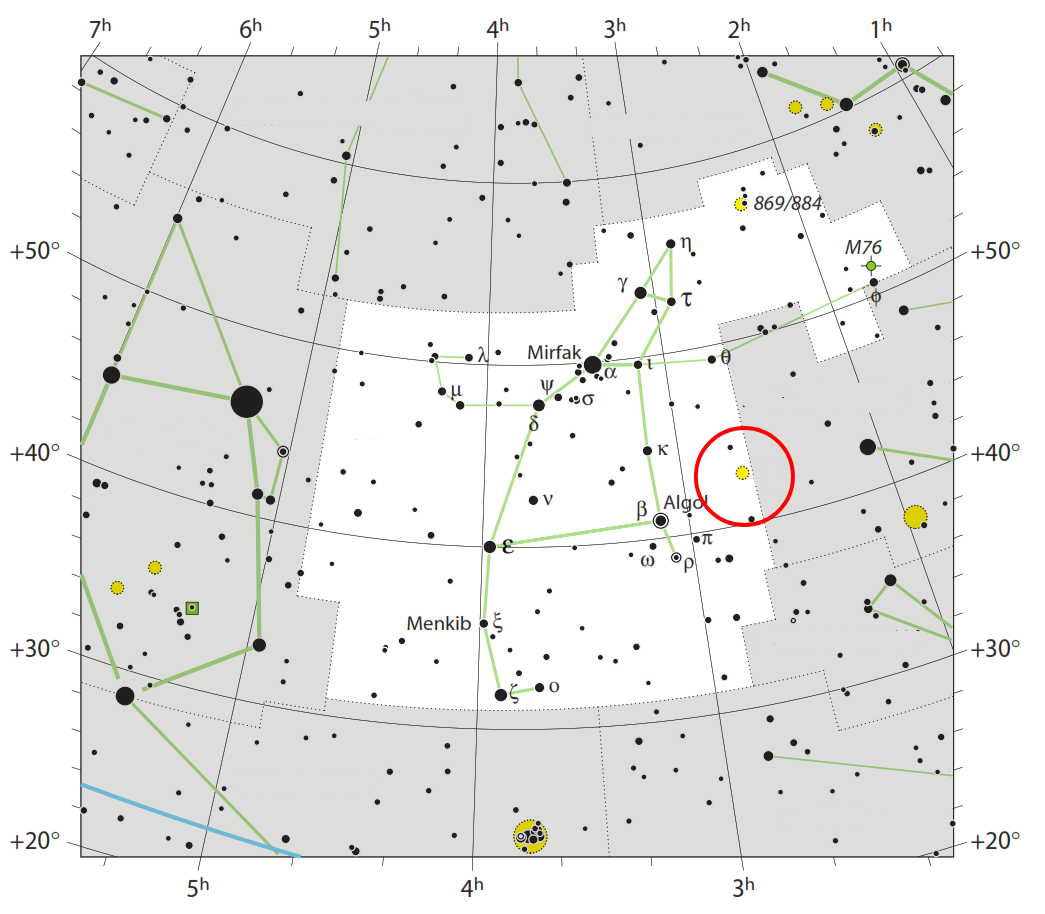 7h 6h 5h 4h 3h 2h 1h
869/884
+50° η M76 +50°
γ τ ϕ
λ Mirfak α ι θ
μ ψ σ
δ
+40° κ +40°
ν β Algol
ε π
ω ρ
Menkib ξ
+30° +30°
ζ ο
+20° +20°
5h 4h 3h